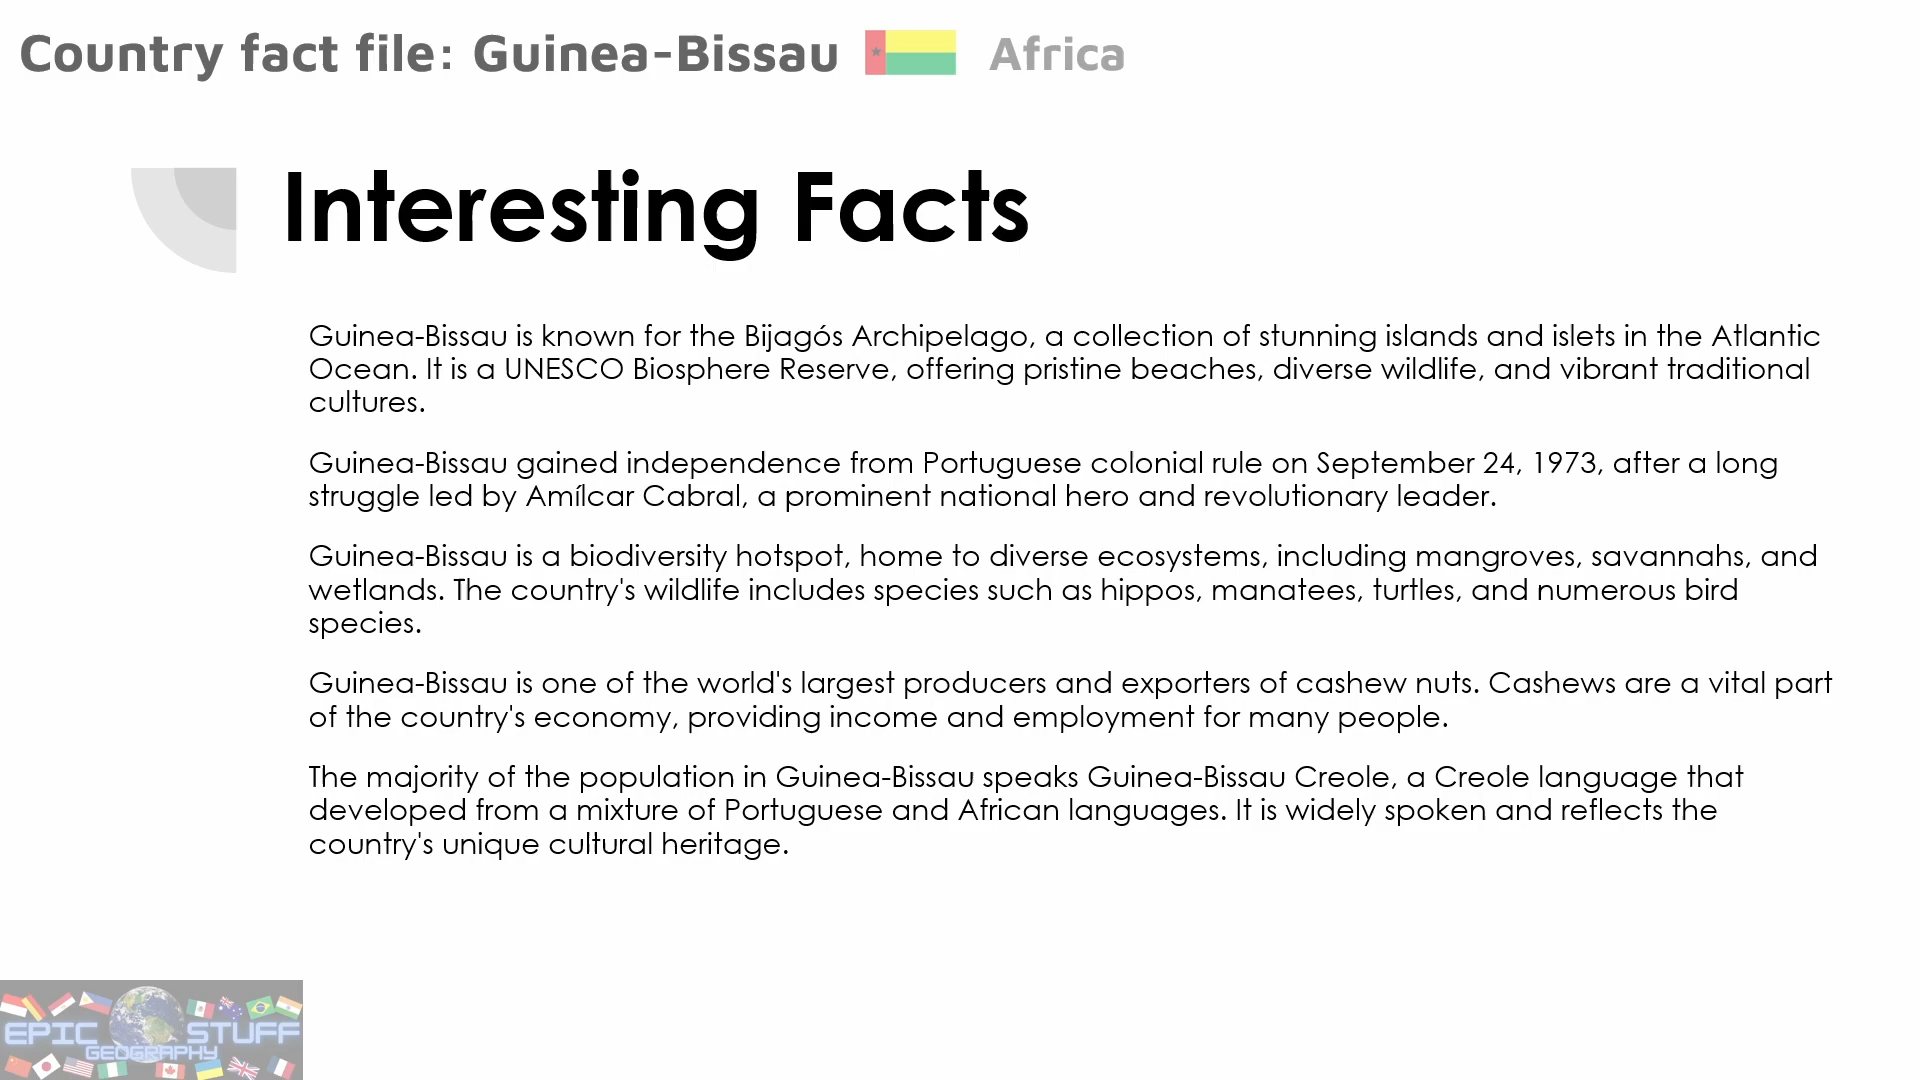 Country fact file: Guinea-Bissau Africa
Interesting Facts
Guinea-Bissau is known for the Bijagós Archipelago, a collection of stunning islands and islets in the Atlantic
Ocean. It is a UNESCO Biosphere Reserve, offering pristine beaches, diverse wildlife, and vibrant traditional
cultures.
Guinea-Bissau gained independence from Portuguese colonial rule on September 24, 1973, after a long
struggle led by Amílcar Cabral, a prominent national hero and revolutionary leader.
Guinea-Bissau is a biodiversity hotspot, home to diverse ecosystems, including mangroves, savannahs, and
wetlands. The country's wildlife includes species such as hippos, manatees, turtles, and numerous bird
species.
Guinea-Bissau is one of the world's largest producers and exporters of cashew nuts. Cashews are a vital part
of the country's economy, providing income and employment for many people.
The majority of the population in Guinea-Bissau speaks Guinea-Bissau Creole, a Creole language that
developed from a mixture of Portuguese and African languages. It is widely spoken and reflects the
country's unique cultural heritage.
EPIC STUFF
GEOGRAPHY